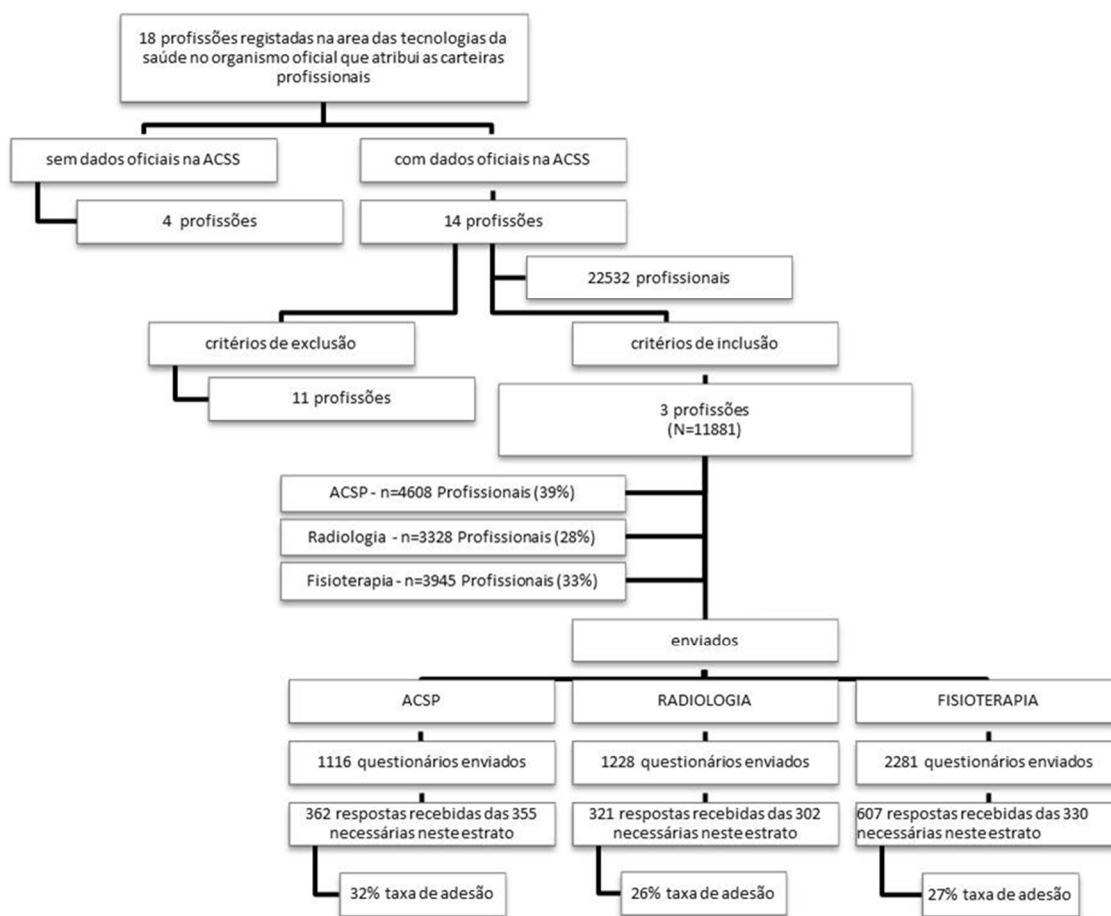 18 profissões registadas na area das tecnologias da
saúde no organismo oficial que atribui as carteiras
profissionais
sem dados oficiais na ACSS
com dados oficiais na ACSS
4 profissões
14 profissões
22532 profissionais
critérios de exclusão
critérios de inclusão
11 profissões
3 profissões
(N=11881)
ACSP - n=4608 Profissionais (39%)
Radiologia - n=3328 Profissionais (28%)
Fisioterapia - n=3945 Profissionais (33%)
enviados
ACSP
RADIOLOGIA
FISIOTERAPIA
1116 questionários enviados
1228 questionários enviados
2281 questionários enviados
362 respostas recebidas das 355
necessárias neste estrato
321 respostas recebidas das 302
necessárias neste estrato
607 respostas recebidas das 330
necessárias neste estrato
32% taxa de adesão
26% taxa de adesão
27% taxa de adesão